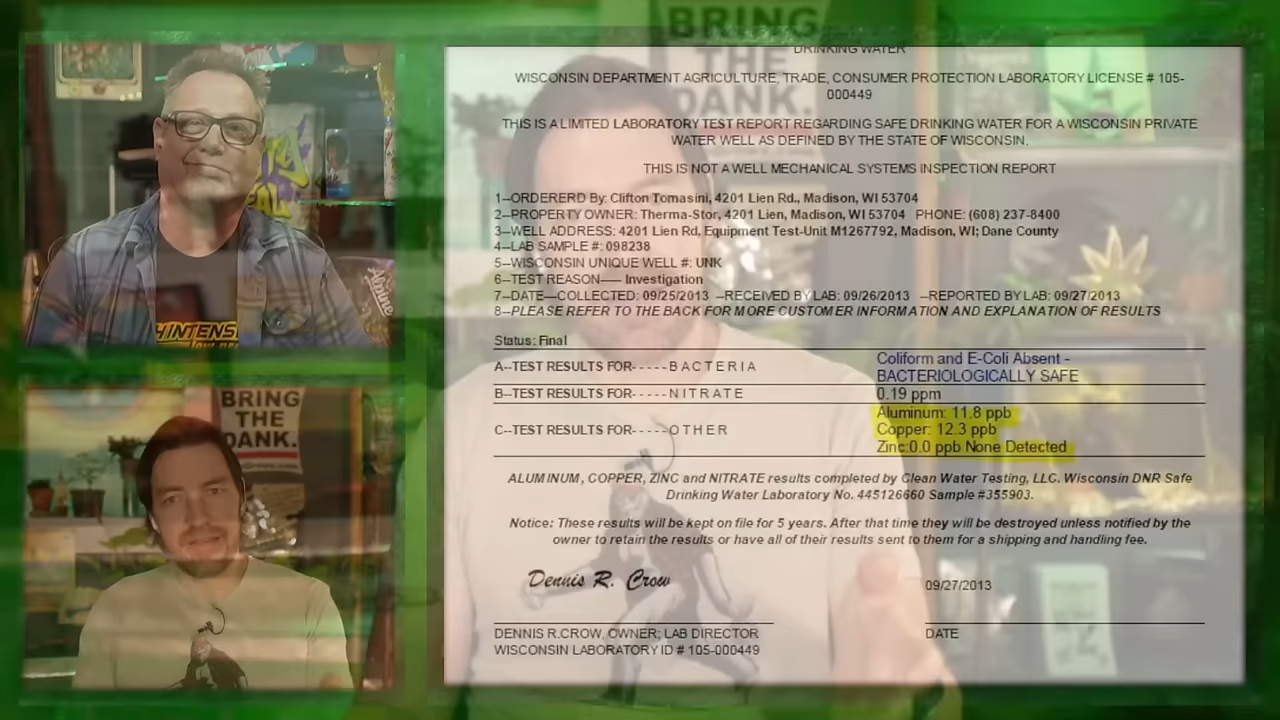 BRING
THE
DANK.
DRINKING WATER
WISCONSIN DEPARTMENT AGRICULTURE, TRADE, CONSUMER PROTECTION LABORATORY LICENSE # 105-
000449
THIS IS A LIMITED LABORATORY TEST REPORT REGARDING SAFE DRINKING WATER FOR A WISCONSIN PRIVATE
WATER WELL AS DEFINED BY THE STATE OF WISCONSIN.
THIS IS NOT A WELL MECHANICAL SYSTEMS INSPECTION REPORT
1--ORDERERD By: Clifton Tomasini, 4201 Lien Rd., Madison, WI 53704
2--PROPERTY OWNER: Therma-Stor, 4201 Lien, Madison, WI 53704 PHONE: (608) 237-8400
3--WELL ADDRESS: 4201 Lien Rd, Equipment Test-Unit M1267792, Madison, WI; Dane County
4--LAB SAMPLE #: 098238
5--WISCONSIN UNIQUE WELL #: UNK
6--TEST REASON----- Investigation
7--DATE---COLLECTED: 09/25/2013 --RECEIVED BY LAB: 09/26/2013 --REPORTED BY LAB: 09/27/2013
8--PLEASE REFER TO THE BACK FOR MORE CUSTOMER INFORMATION AND EXPLANATION OF RESULTS
Status: Final
A--TEST RESULTS FOR- - - - - B A C T E R I A Coliform and E-Coli Absent -
BACTERIOLOGICALLY SAFE
B--TEST RESULTS FOR- - - - - N I T R A T E 0.19 ppm
C--TEST RESULTS FOR- - - - - O T H E R Aluminum: 11.8 ppb
Copper: 12.3 ppb
Zinc:0.0 ppb None Detected
ALUMINUM, COPPER, ZINC and NITRATE results completed by Clean Water Testing, LLC. Wisconsin DNR Safe
Drinking Water Laboratory No. 445126660 Sample #355903.
Notice: These results will be kept on file for 5 years. After that time they will be destroyed unless notified by the
owner to retain the results or have all of their results sent to them for a shipping and handling fee.
Dennis R. Crow 09/27/2013
DENNIS R.CROW, OWNER; LAB DIRECTOR DATE
WISCONSIN LABORATORY ID # 105-000449
BRING
THE
DANK.